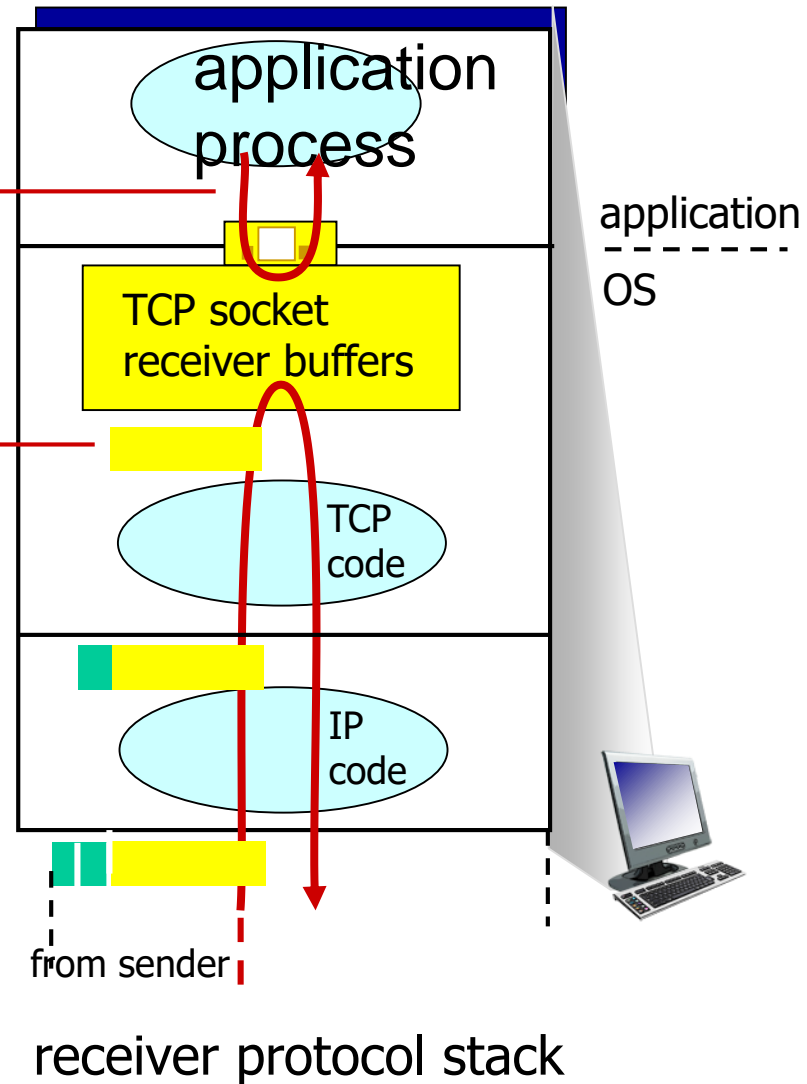 application
process
application
OS
TCP socket
receiver buffers
TCP
code
IP
code
from sender
receiver protocol stack